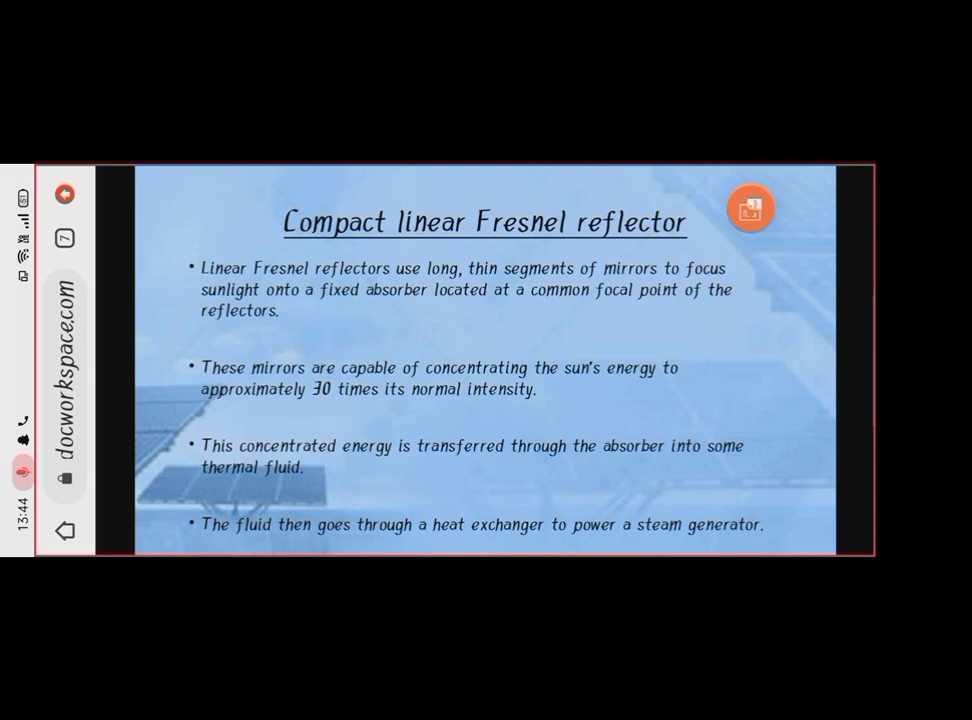 Compact linear Fresnel reflector
• Linear Fresnel reflectors use long, thin segments of mirrors to focus
sunlight onto a fixed absorber located at a common focal point of the
reflectors.
• These mirrors are capable of concentrating the sun's energy to
approximately 30 times its normal intensity.
• This concentrated energy is transferred through the absorber into some
thermal fluid.
• The fluid then goes through a heat exchanger to power a steam generator.
13:44
51
7
docworkspace.com